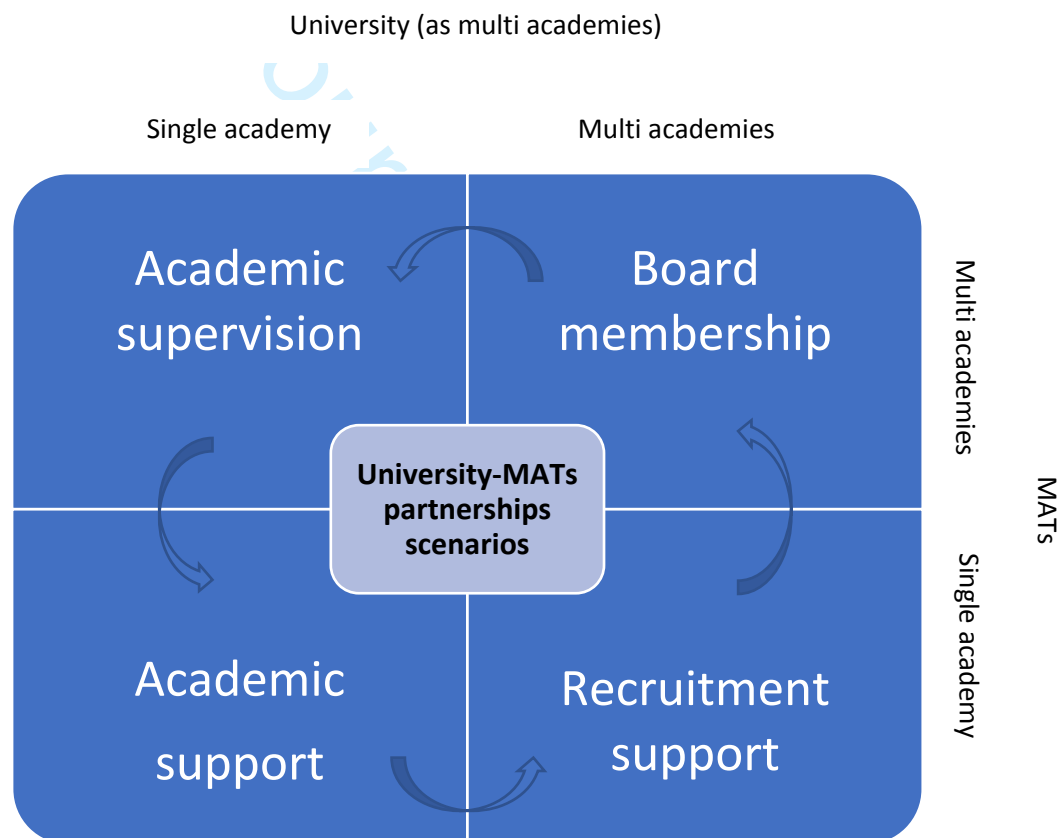 University (as multi academies)
Single academy
Multi academies
Academic
supervision
Board
membership
Multi academies
University-MATs
partnerships
scenarios
MATs
Academic
support
Recruitment
support
Single academy